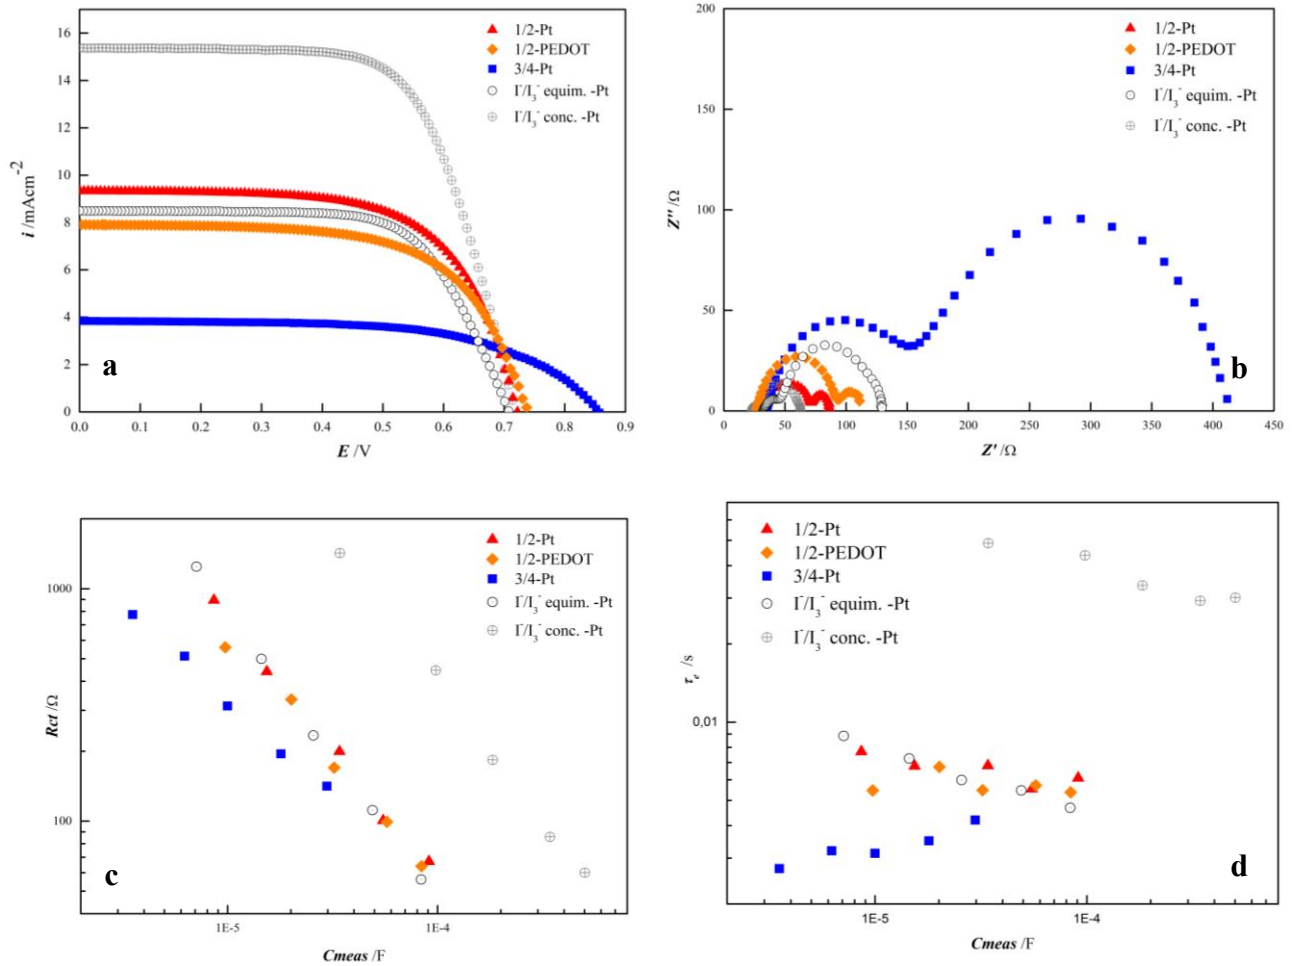 16
14
12
10
8
6
4
2
0
i /mAcm-2
0.0 0.1 0.2 0.3 0.4 0.5 0.6 0.7 0.8 0.9
E /V
1/2-Pt
1/2-PEDOT
3/4-Pt
I-/I3- equim. -Pt
I-/I3- conc. -Pt
a
200
150
100
50
0
Z'' /Ω
0 50 100 150 200 250 300 350 400 450
Z' /Ω
1/2-Pt
1/2-PEDOT
3/4-Pt
I-/I3- equim. -Pt
I-/I3- conc. -Pt
b
1000
100
Rct /Ω
1E-5 1E-4
Cmeas /F
1/2-Pt
1/2-PEDOT
3/4-Pt
I-/I3- equim. -Pt
I-/I3- conc. -Pt
c
0,01
τe /s
1E-5 1E-4
Cmeas /F
1/2-Pt
1/2-PEDOT
3/4-Pt
I-/I3- equim. -Pt
I-/I3- conc. -Pt
d